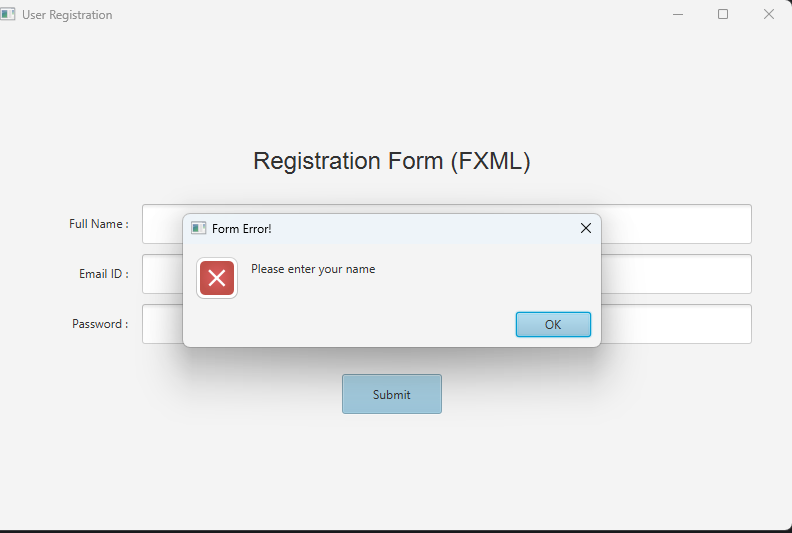 User Registration
Registration Form (FXML)
Full Name :
Form Error!
Please enter your name
Email ID :
OK
Password :
Submit